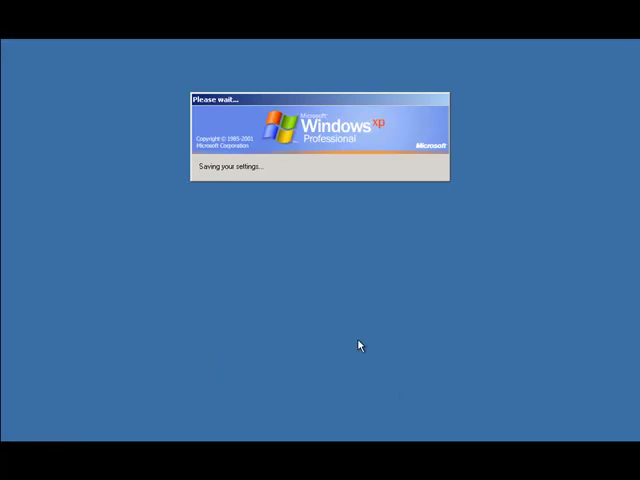 Please wait...
Microsoft®
Windows xp
Professional
Copyright © 1985-2001
Microsoft Corporation
Microsoft
Saving your settings...